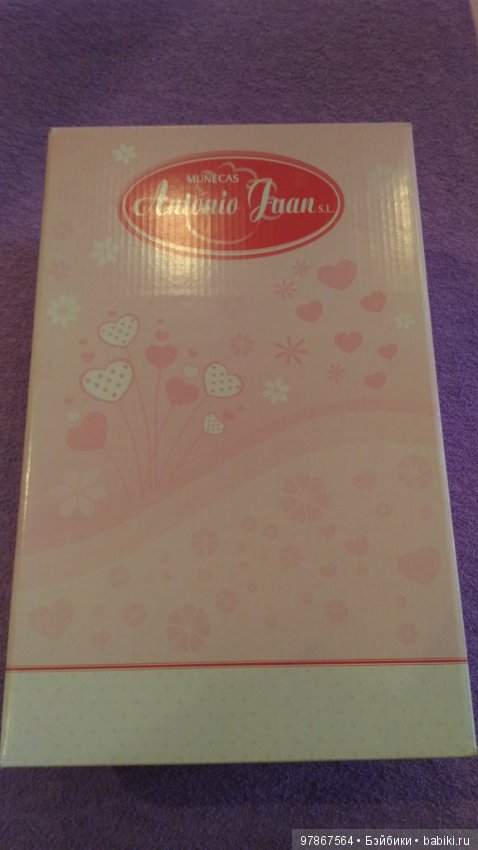 MUÑECAS
Antonio Juan S.L.
97867564 • Бэйбики • babiki.ru